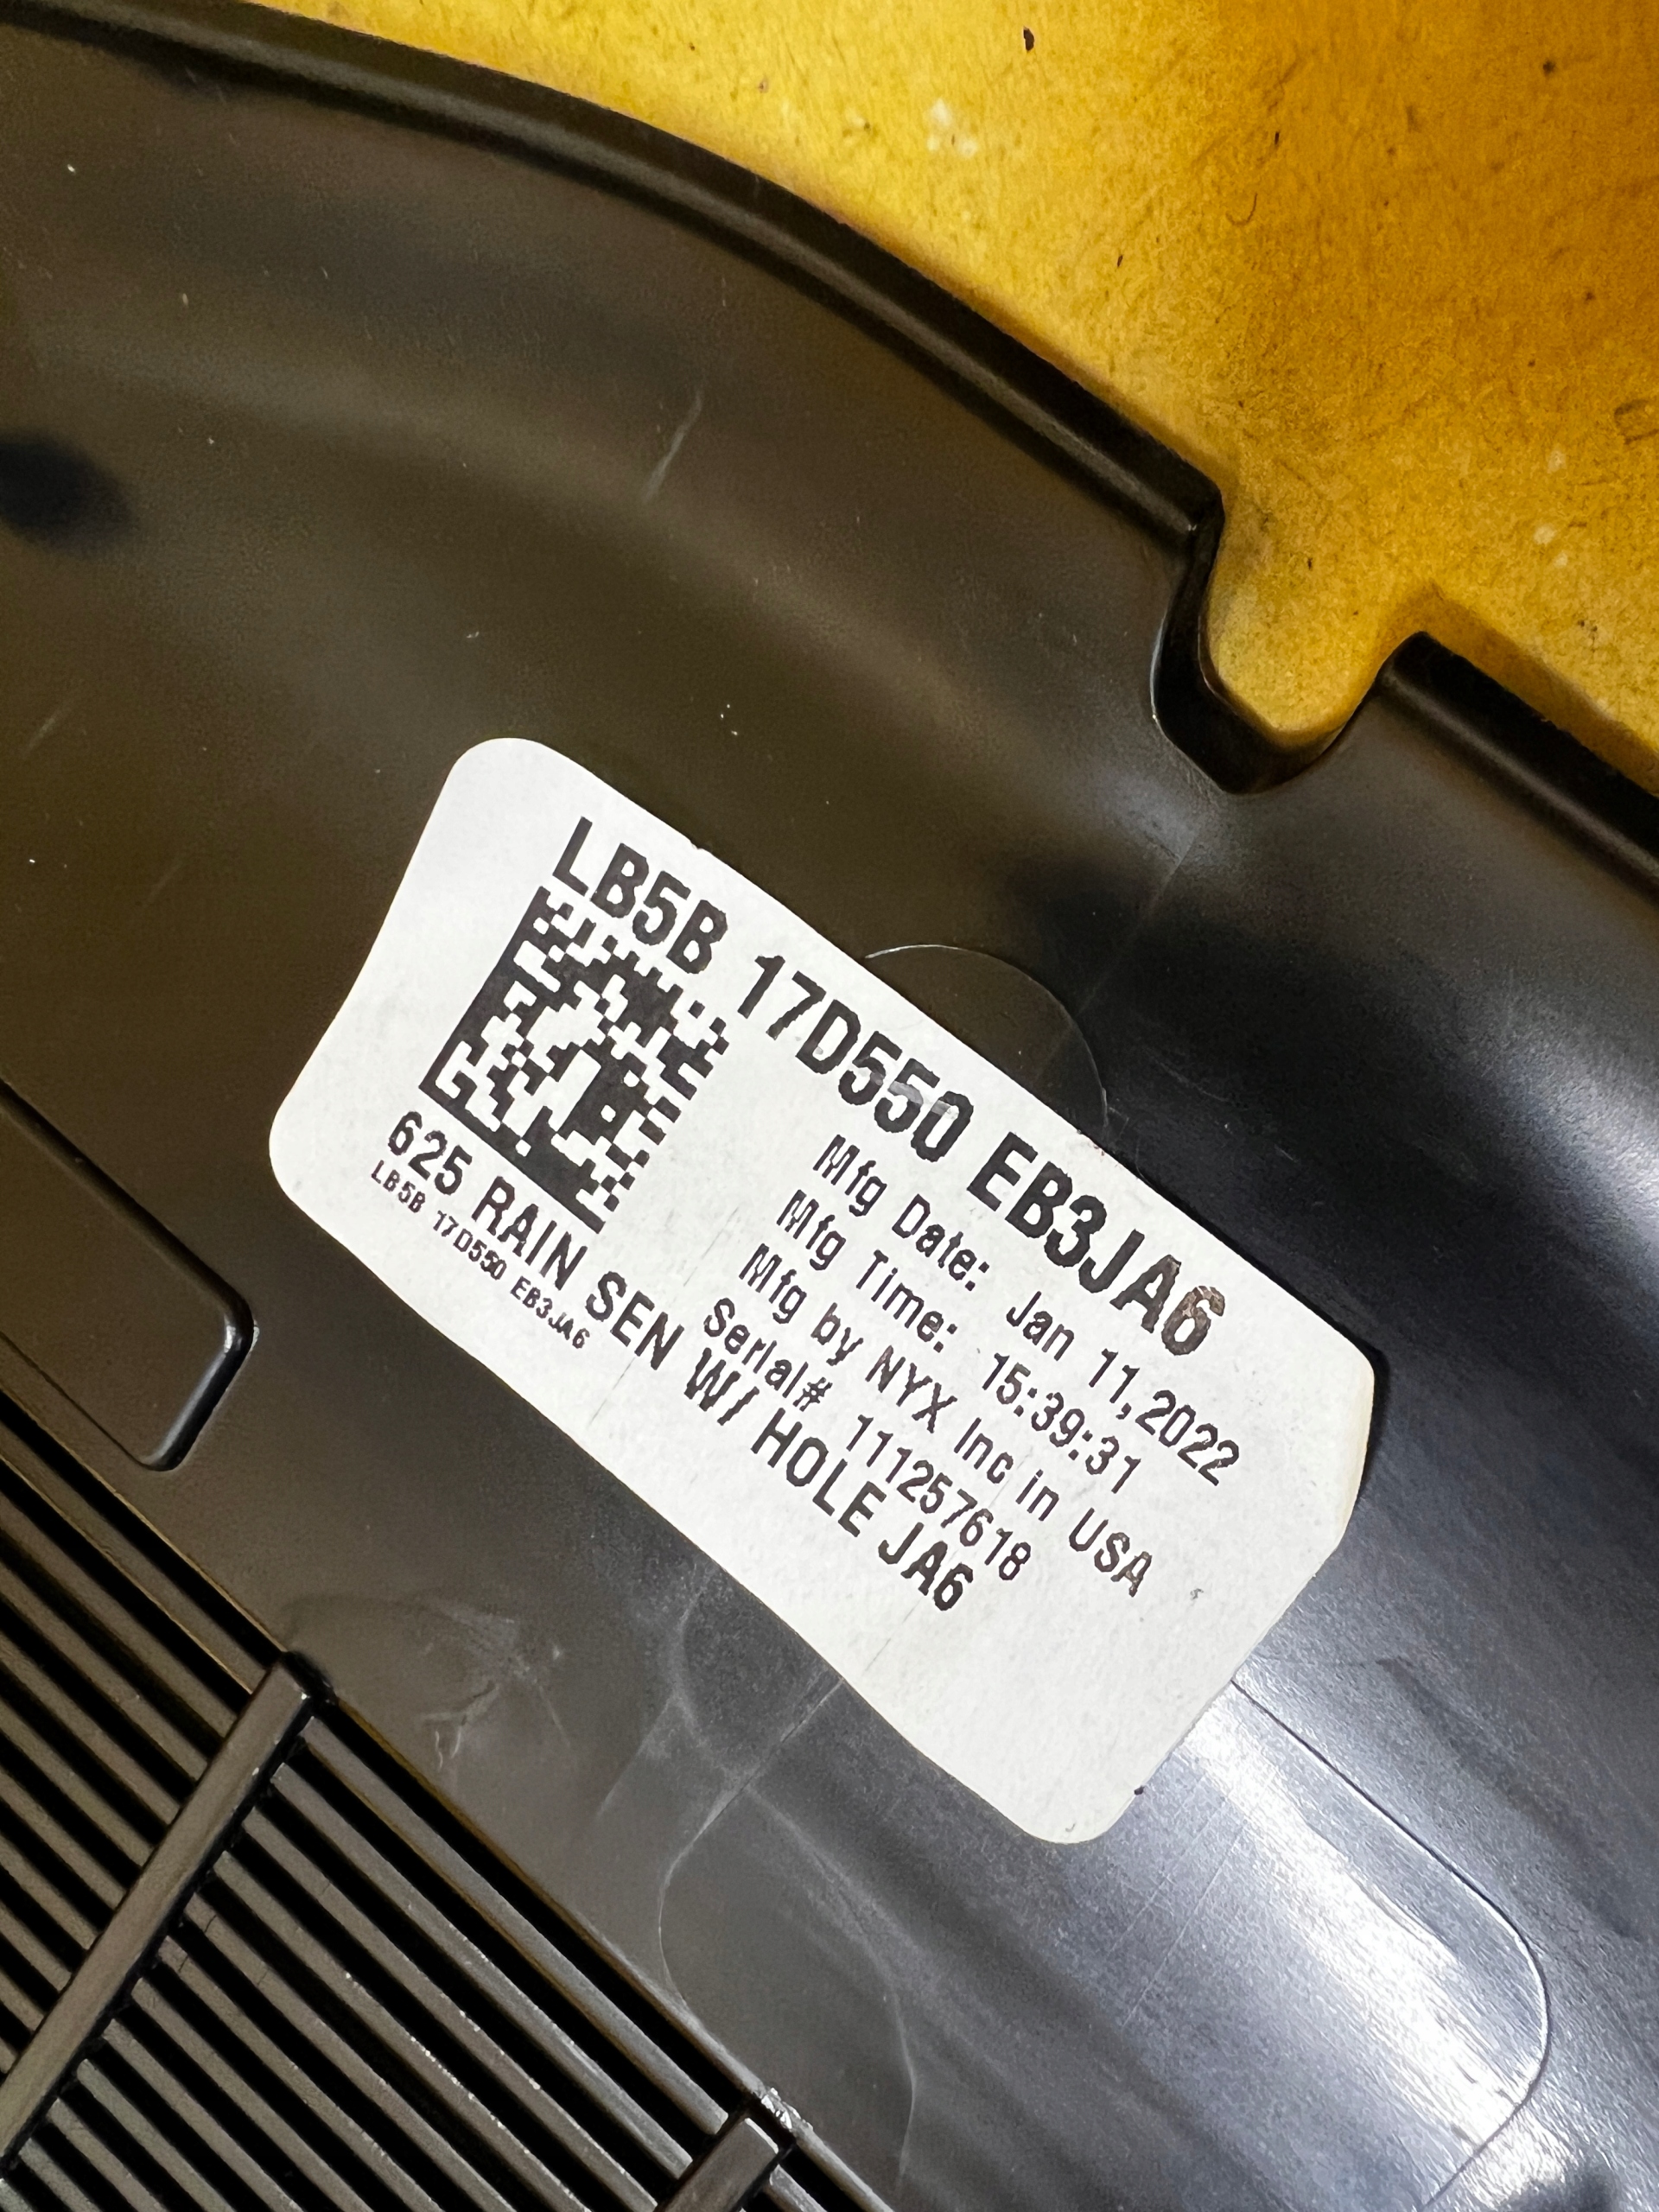 LB5B 17D550 EB3JA6
Mfg Date: Jan 11, 2022
Mfg Time: 15:39:31
Mfg by NYX Inc in USA
Serial# 111257618
625 RAIN SEN W/ HOLE JA6
LB5B 17D550 EB3JA6